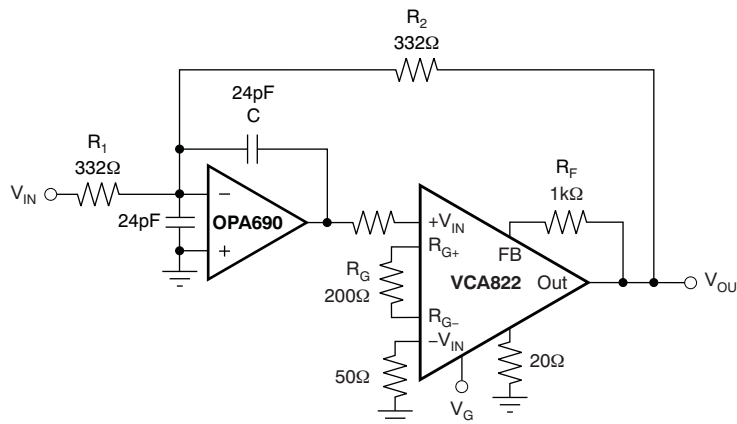 R2
332Ω
24pF
C
R1
332Ω
VIN
24pF
−
OPA690
+
RF
1kΩ
+VIN
RG+
FB
RG
200Ω
VCA822
Out
VOU
RG−
−VIN
50Ω
20Ω
VG